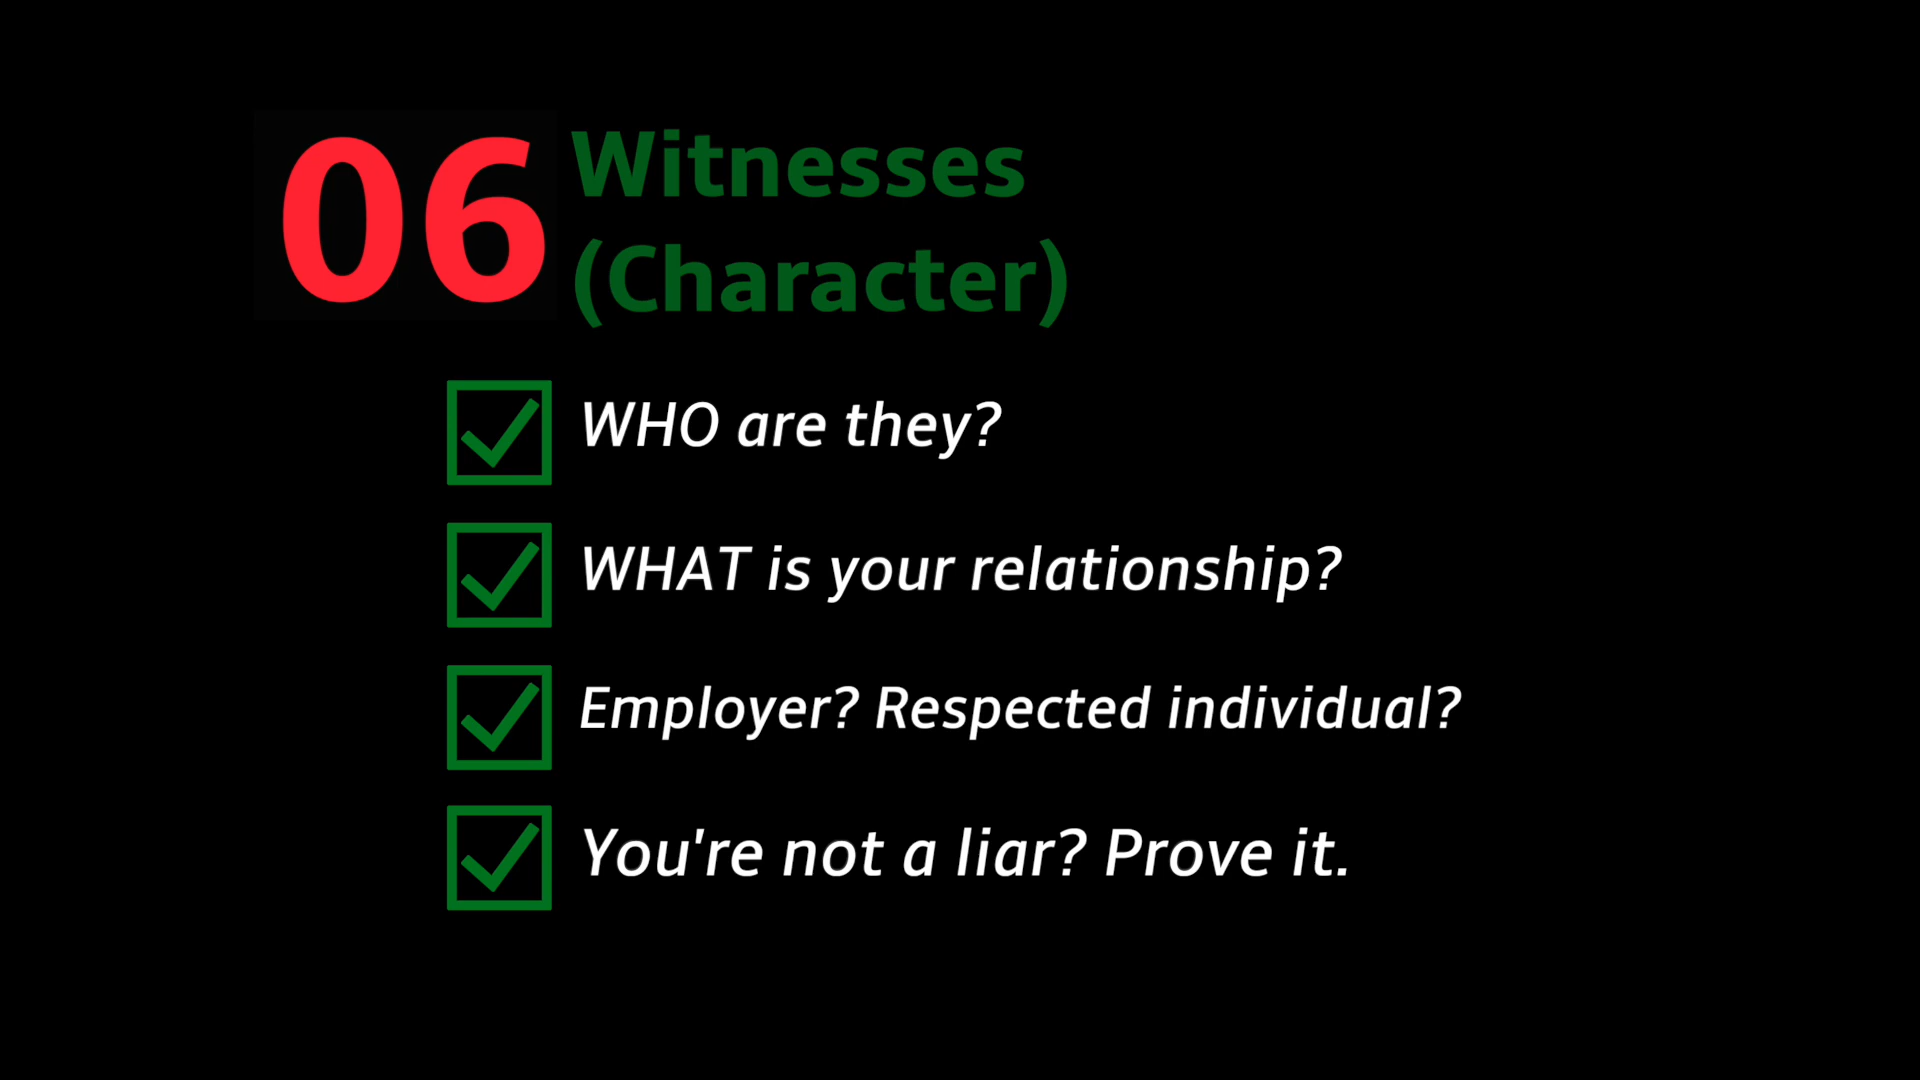 06
Witnesses
(Character)
WHO are they?
WHAT is your relationship?
Employer? Respected individual?
You're not a liar? Prove it.